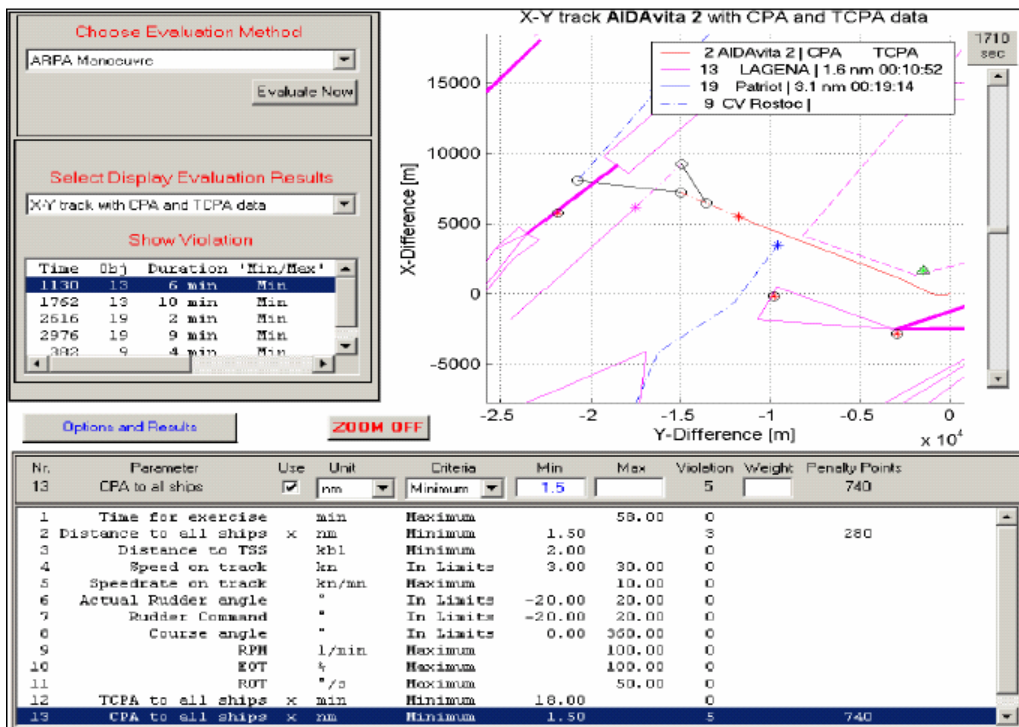 Choose Evaluation Method
ARPA Manoeuvre
Evaluate Now
Select Display Evaluation Results
X-Y track with CPA and TCPA data
Show Violation
Time Obj Duration 'Min/Max'
1130 13 6 min Min
1762 13 10 min Min
2516 19 2 min Min
2976 19 9 min Min
382 9 4 min Min
Options and Results
ZOOM OFF
X-Y track AIDAvita 2 with CPA and TCPA data
1710 sec
2 AIDAvita 2 | CPA TCPA
13 LAGENA | 1.6 nm 00:10:52
19 Patriot | 3.1 nm 00:19:14
9 CV Rostoc |
X-Difference [m]
15000
10000
5000
0
-5000
-2.5 -2 -1.5 -1 -0.5 0
Y-Difference [m]
x 10^4
Nr. Parameter Use Unit Criteria Min Max Violation Weight Penalty Points
13 CPA to all ships nm Minimum 1.5 5 740
1 Time for exercise min Maximum 58.00 0
2 Distance to all ships x nm Minimum 1.50 3 280
3 Distance to TSS kbl Minimum 2.00 0
4 Speed on track kn In Limits 3.00 30.00 0
5 Speedrate on track kn/mn Maximum 10.00 0
6 Actual Rudder angle ° In Limits -20.00 20.00 0
7 Rudder Command ° In Limits -20.00 20.00 0
8 Course angle ° In Limits 0.00 360.00 0
9 RPM 1/min Maximum 100.00 0
10 EOT % Maximum 100.00 0
11 ROT °/s Maximum 50.00 0
12 TCPA to all ships x min Minimum 18.00 0
13 CPA to all ships x nm Minimum 1.50 5 740